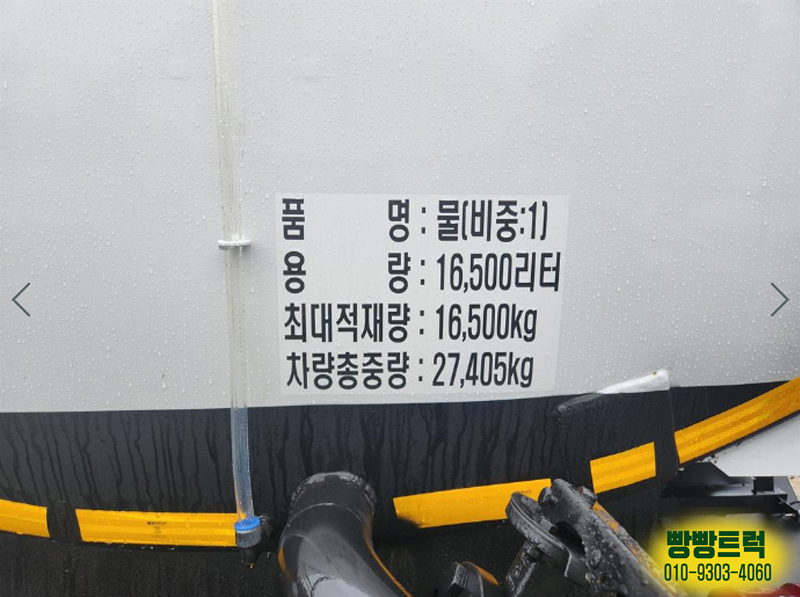 품 명 : 물(비중:1)
용 량 : 16,500리터
최대적재량 : 16,500kg
차량총중량 : 27,405kg
빵빵트럭
010-9303-4060